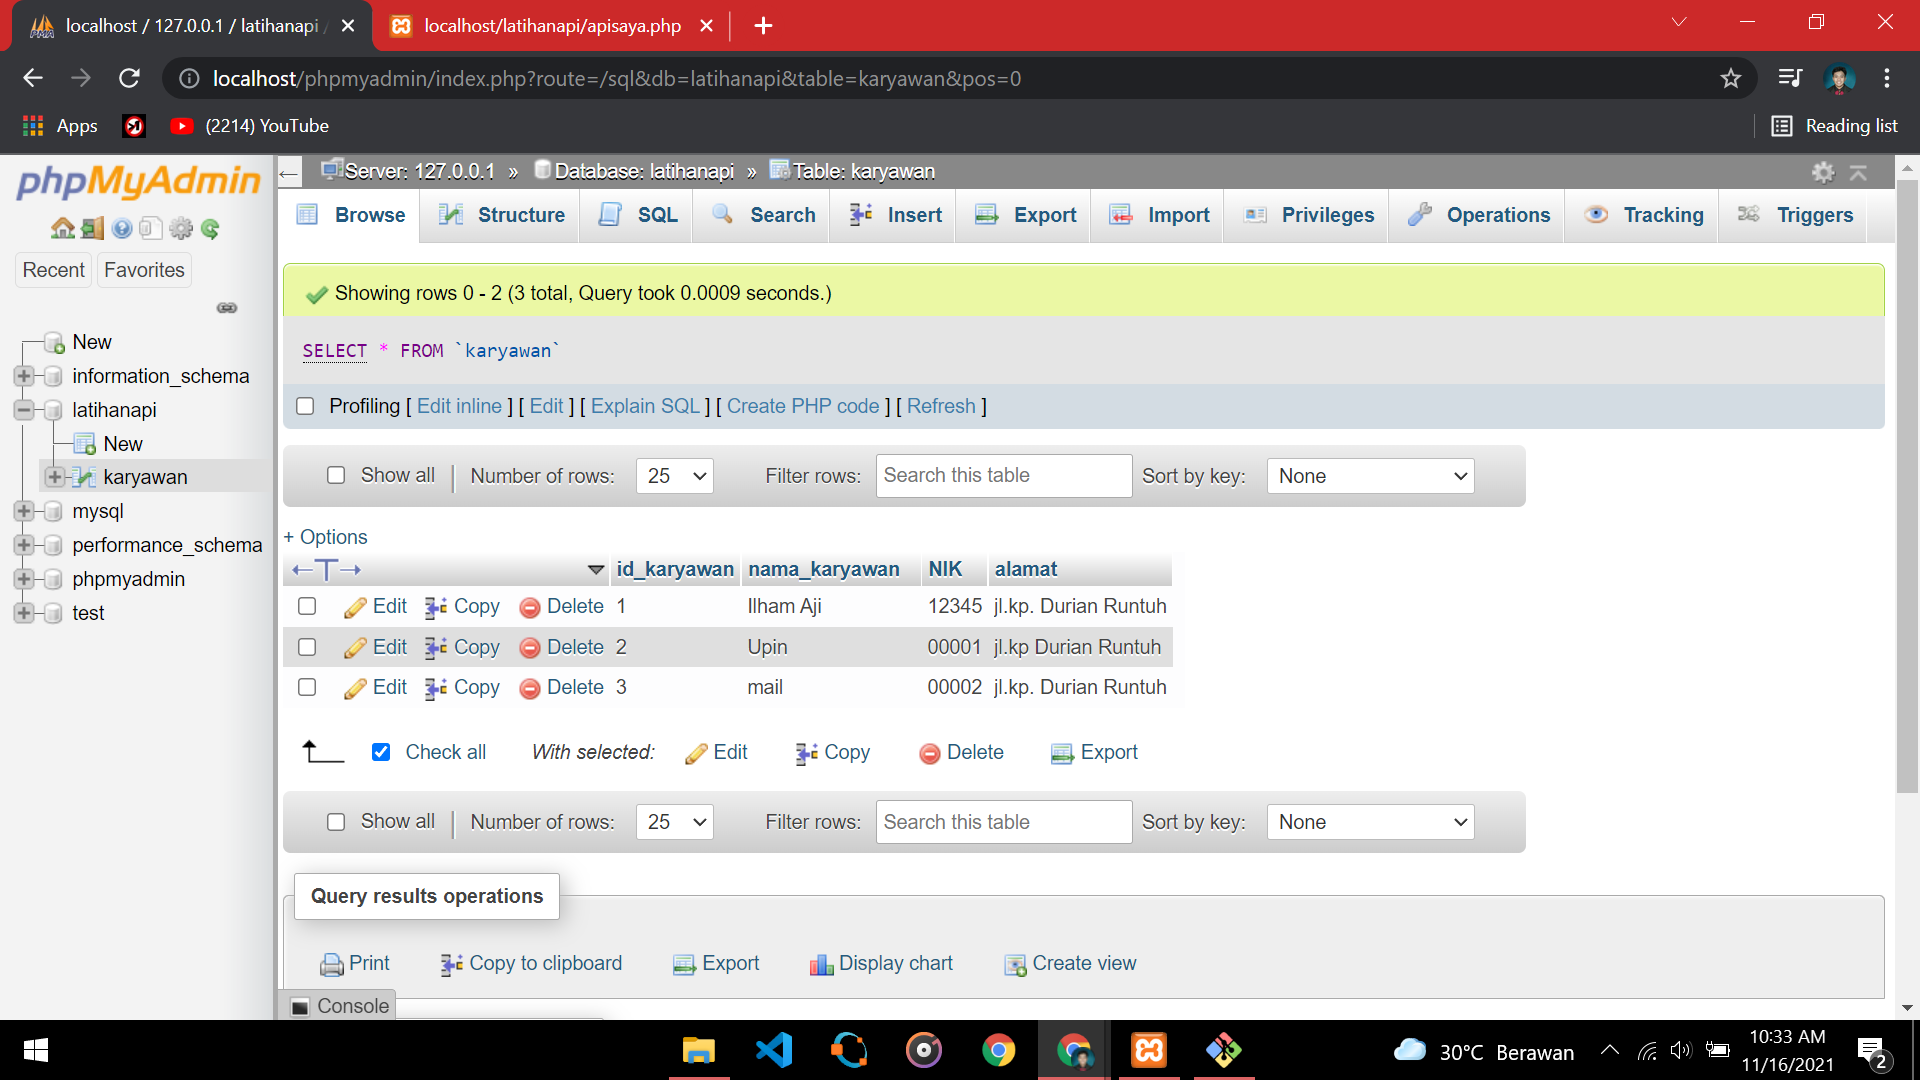 localhost / 127.0.0.1 / latihanapi /
localhost/latihanapi/apisaya.php
localhost/phpmyadmin/index.php?route=/sql&db=latihanapi&table=karyawan&pos=0
Apps
(2214) YouTube
Reading list
phpMyAdmin
Recent
Favorites
New
information_schema
latihanapi
New
karyawan
mysql
performance_schema
phpmyadmin
test
Server: 127.0.0.1 » Database: latihanapi » Table: karyawan
Browse Structure SQL Search Insert Export Import Privileges Operations Tracking Triggers
Showing rows 0 - 2 (3 total, Query took 0.0009 seconds.)
SELECT * FROM `karyawan`
Profiling [ Edit inline ] [ Edit ] [ Explain SQL ] [ Create PHP code ] [ Refresh ]
Show all Number of rows: 25 Filter rows: Search this table Sort by key: None
+ Options
←T→ id_karyawan nama_karyawan NIK alamat
Edit Copy Delete 1 Ilham Aji 12345 jl.kp. Durian Runtuh
Edit Copy Delete 2 Upin 00001 jl.kp Durian Runtuh
Edit Copy Delete 3 mail 00002 jl.kp. Durian Runtuh
Check all With selected: Edit Copy Delete Export
Show all Number of rows: 25 Filter rows: Search this table Sort by key: None
Query results operations
Print Copy to clipboard Export Display chart Create view
Console
30°C Berawan
10:33 AM
11/16/2021
2